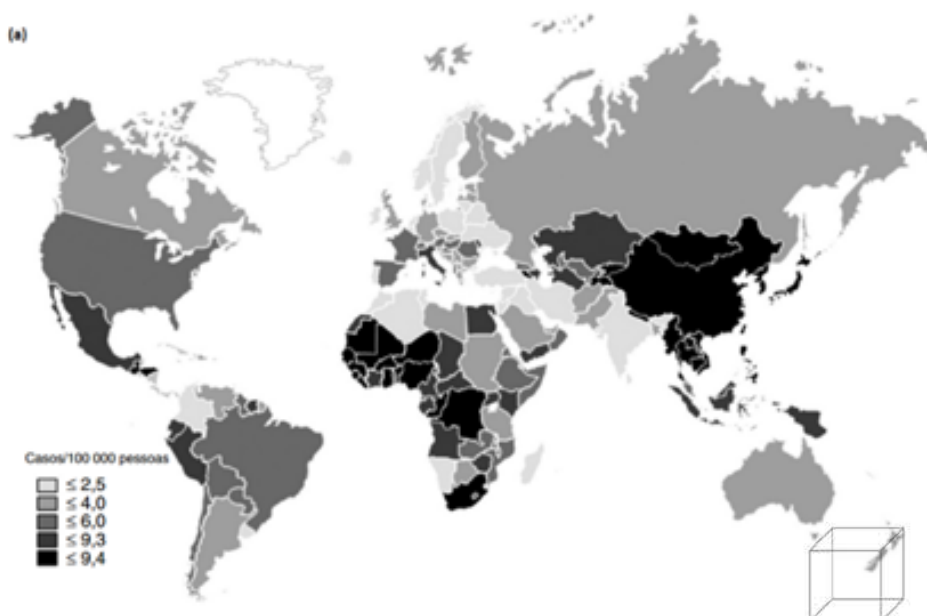 (a)
Casos/100 000 pessoas
≤ 2,5
≤ 4,0
≤ 6,0
≤ 9,3
≤ 9,4